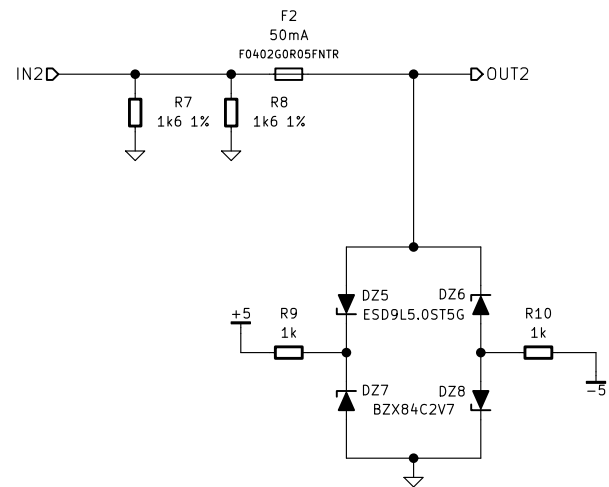 F2
50mA
F0402G0R05FNTR
IN2
OUT2
R7
1k6 1%
R8
1k6 1%
DZ5
DZ6
ESD9L5.0ST5G
+5
R9
1k
R10
1k
-5
DZ7
DZ8
BZX84C2V7